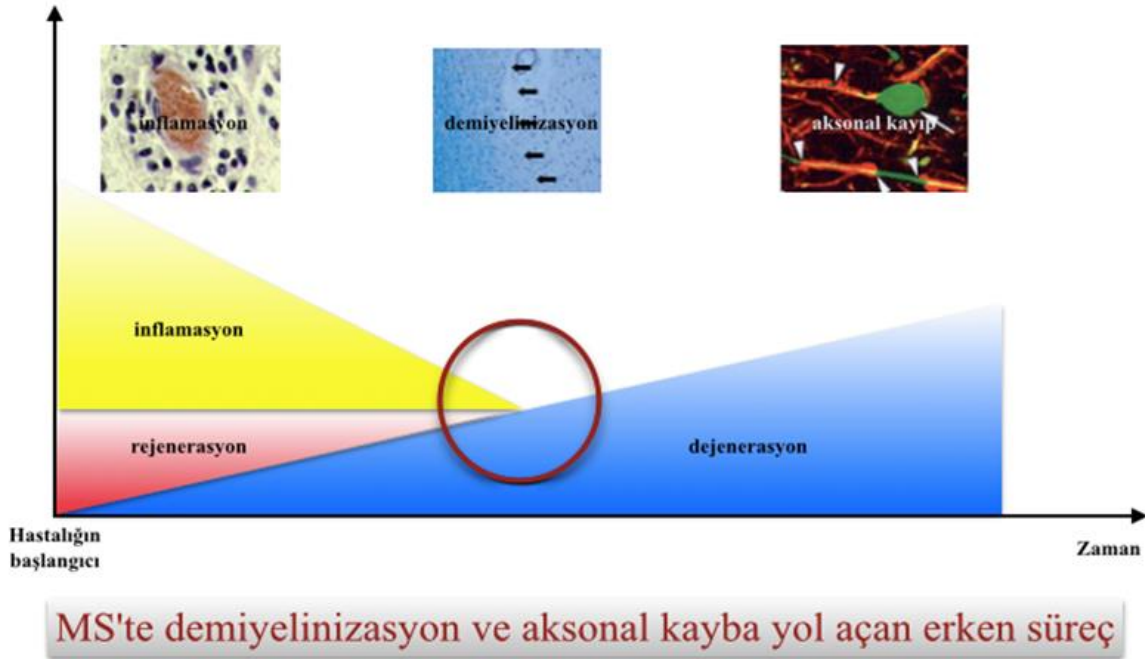 inflamasyon
demiyelinizasyon
aksonal kayıp
inflamasyon
rejenerasyon
dejenerasyon
Hastalığın
başlangıcı
Zaman
MS'te demiyelinizasyon ve aksonal kayba yol açan erken süreç